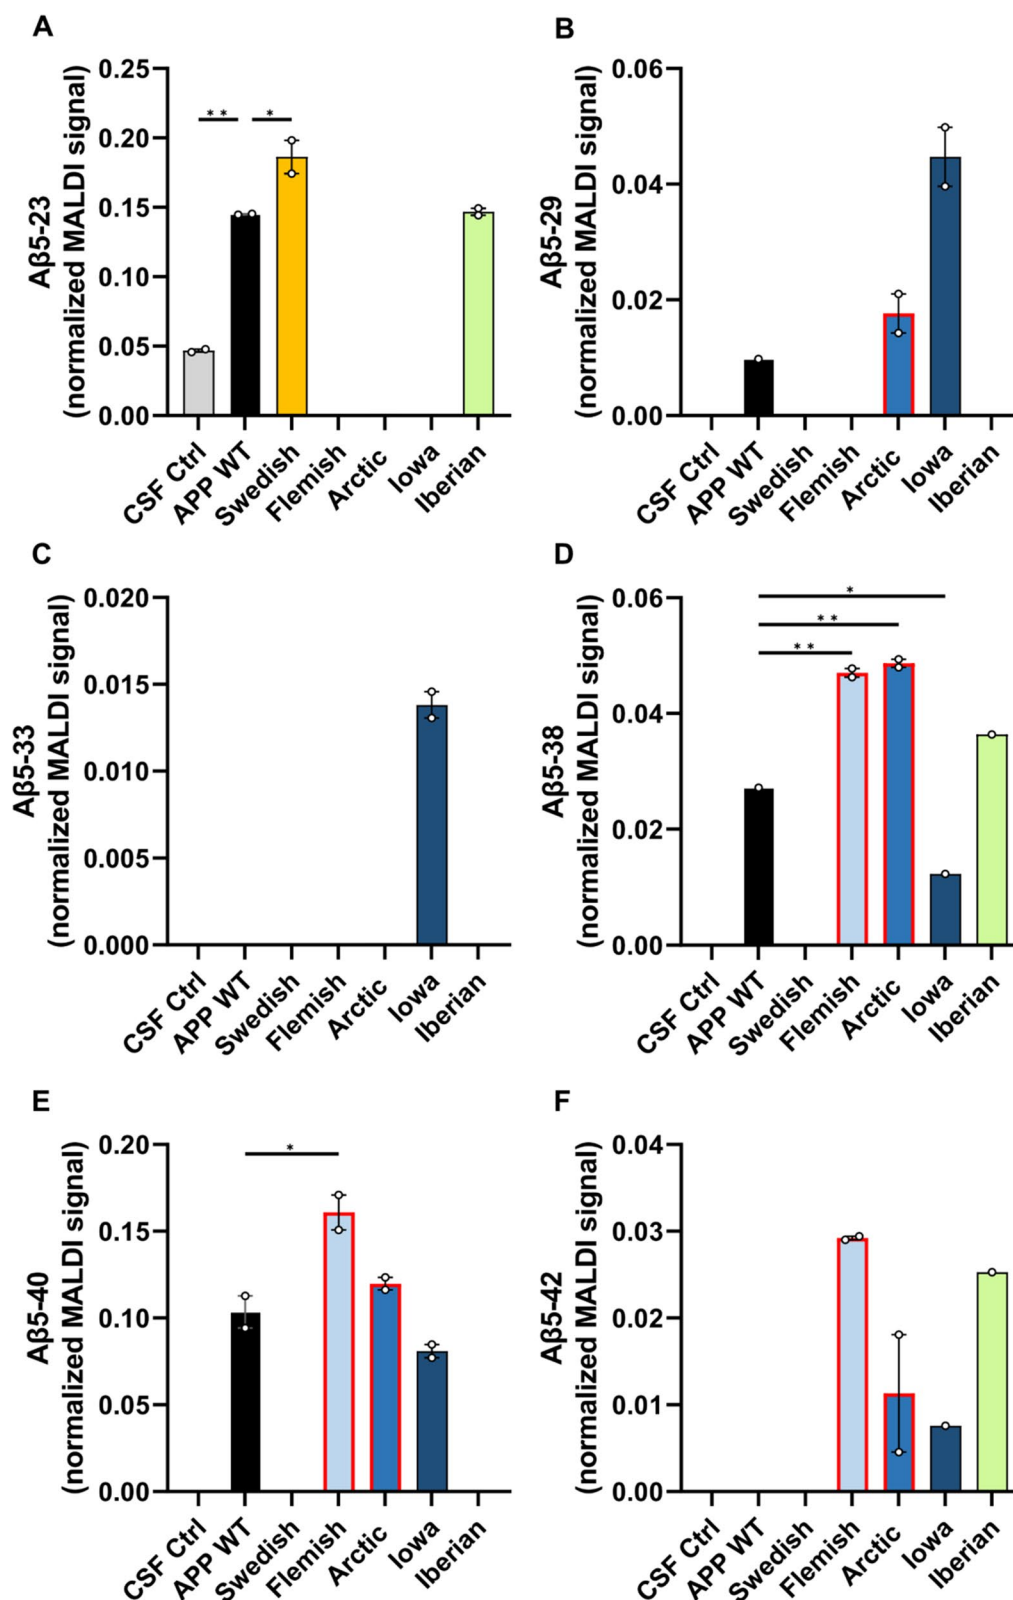 A
Aβ5-23
(normalized MALDI signal)
0.25
0.20
0.15
0.10
0.05
0.00
** *
CSF Ctrl
APP WT
Swedish
Flemish
Arctic
Iowa
Iberian
B
Aβ5-29
(normalized MALDI signal)
0.06
0.04
0.02
0.00
CSF Ctrl
APP WT
Swedish
Flemish
Arctic
Iowa
Iberian
C
Aβ5-33
(normalized MALDI signal)
0.020
0.015
0.010
0.005
0.000
CSF Ctrl
APP WT
Swedish
Flemish
Arctic
Iowa
Iberian
D
Aβ5-38
(normalized MALDI signal)
0.06
0.04
0.02
0.00
*
**
**
CSF Ctrl
APP WT
Swedish
Flemish
Arctic
Iowa
Iberian
E
Aβ5-40
(normalized MALDI signal)
0.20
0.15
0.10
0.05
0.00
*
CSF Ctrl
APP WT
Swedish
Flemish
Arctic
Iowa
Iberian
F
Aβ5-42
(normalized MALDI signal)
0.04
0.03
0.02
0.01
0.00
CSF Ctrl
APP WT
Swedish
Flemish
Arctic
Iowa
Iberian